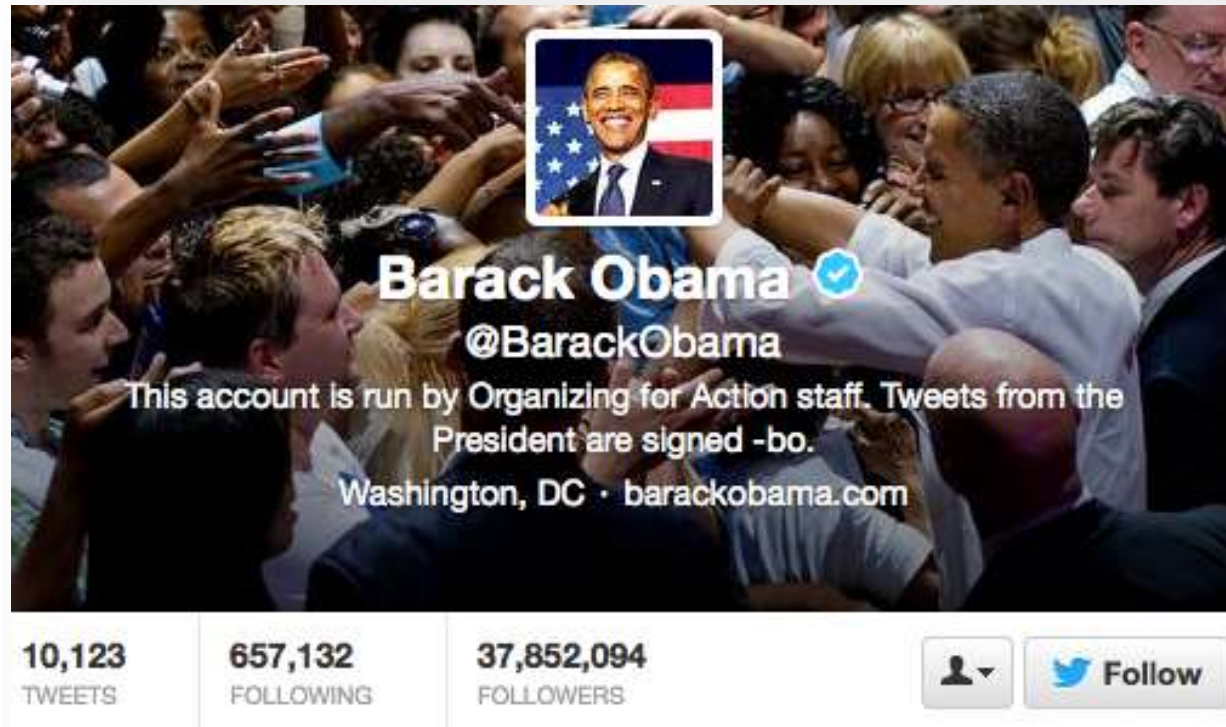 Barack Obama
@BarackObama
This account is run by Organizing for Action staff. Tweets from the
President are signed -bo.
Washington, DC · barackobama.com
10,123 657,132 37,852,094
TWEETS FOLLOWING FOLLOWERS
Follow